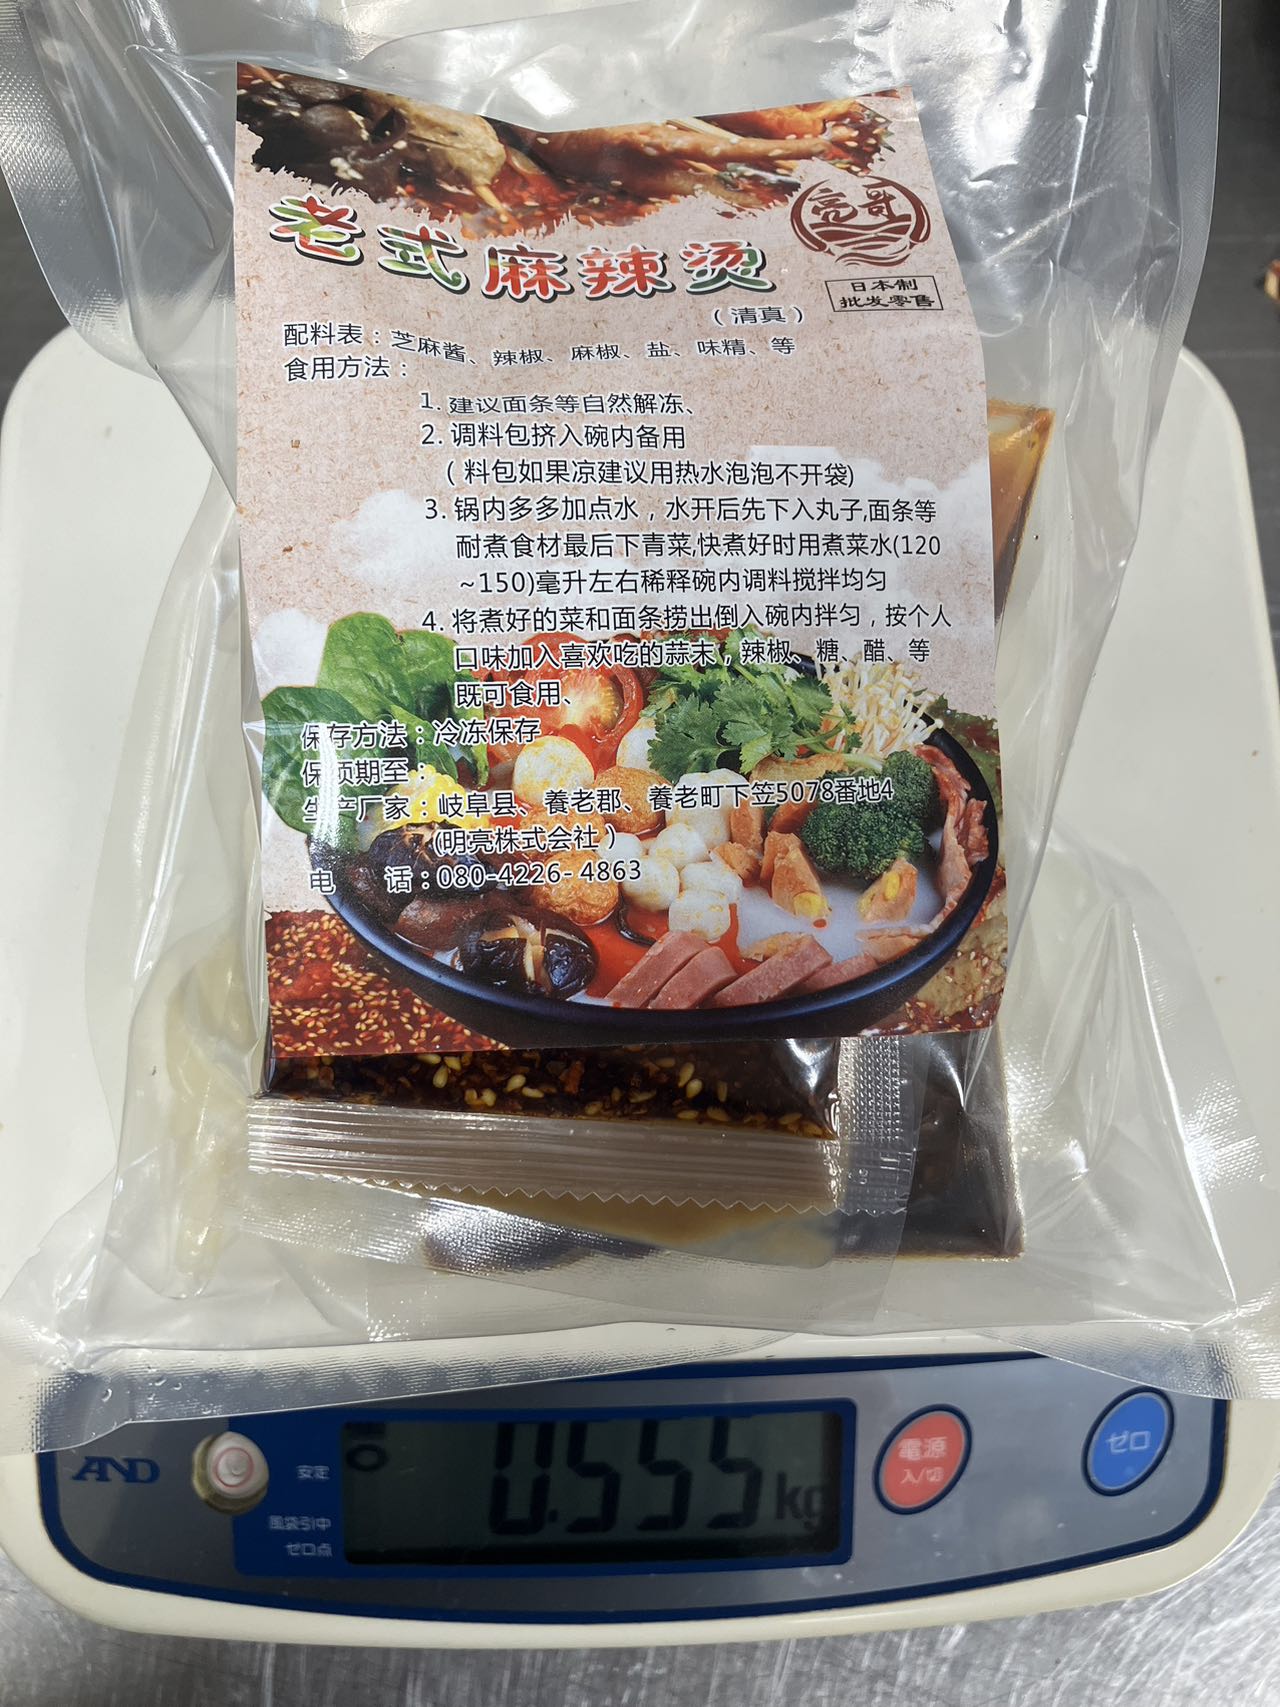 亮哥
老式麻辣烫
日本制
批发零售
（清真）
配料表：芝麻酱、辣椒、麻椒、盐、味精、等
食用方法：
1. 建议面条等自然解冻、
2. 调料包挤入碗内备用
( 料包如果凉建议用热水泡泡不开袋)
3. 锅内多多加点水，水开后先下入丸子,面条等
耐煮食材最后下青菜,快煮好时用煮菜水(120
~150)毫升左右稀释碗内调料搅拌均匀
4. 将煮好的菜和面条捞出倒入碗内拌匀，按个人
口味加入喜欢吃的蒜末，辣椒、糖、醋、等
既可食用、
保存方法：冷冻保存
保质期至：
生产厂家：岐阜县、養老郡、養老町下笠5078番地4
(明亮株式会社）
电 话：080-4226-4863
AND
安定
風袋引中
ゼロ点
0.555 kg
電源
入/切
ゼロ